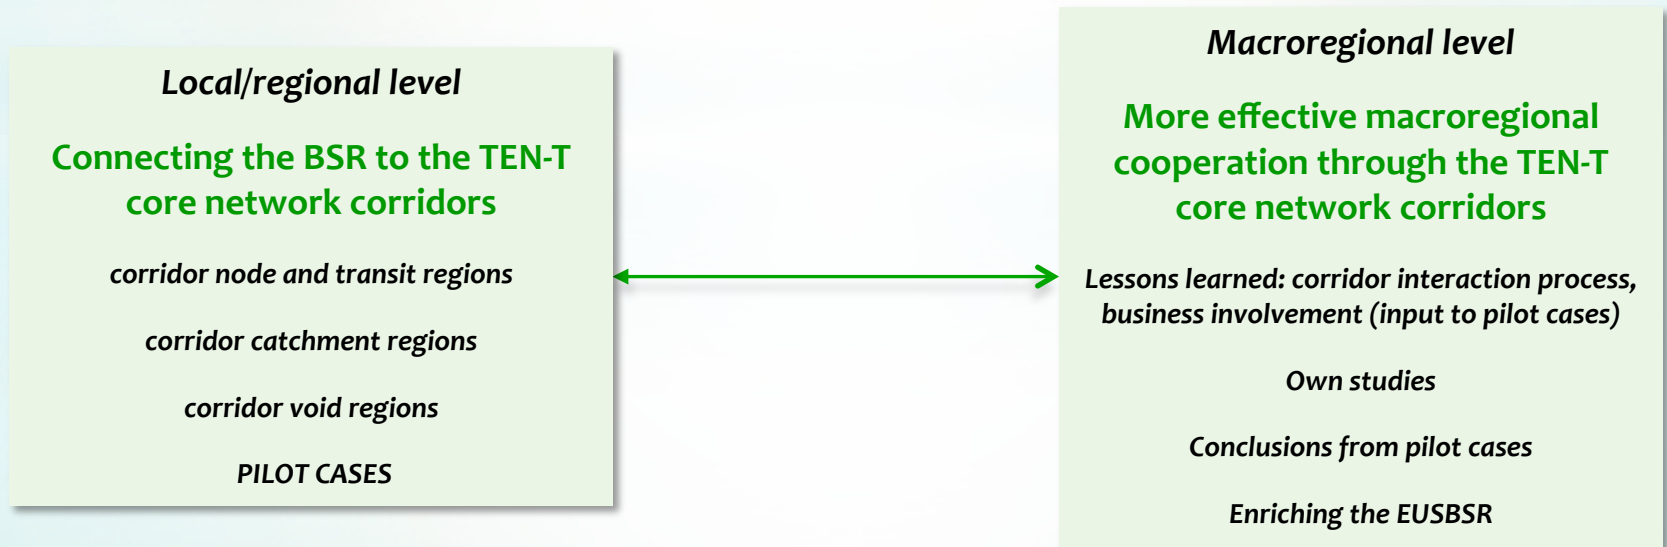 Local/regional level
Connecting the BSR to the TEN-T
core network corridors
corridor node and transit regions
corridor catchment regions
corridor void regions
PILOT CASES
Macroregional level
More effective macroregional
cooperation through the TEN-T
core network corridors
Lessons learned: corridor interaction process,
business involvement (input to pilot cases)
Own studies
Conclusions from pilot cases
Enriching the EUSBSR